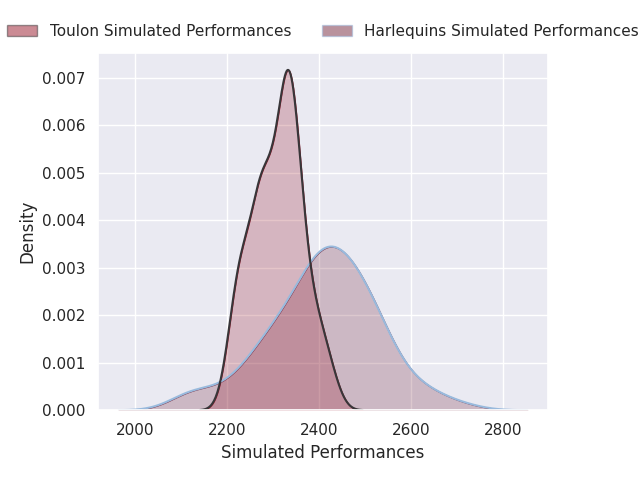 Toulon Simulated Performances
Harlequins Simulated Performances
0.007
0.006
0.005
0.004
0.003
0.002
0.001
0.000
Density
2000 2200 2400 2600 2800
Simulated Performances